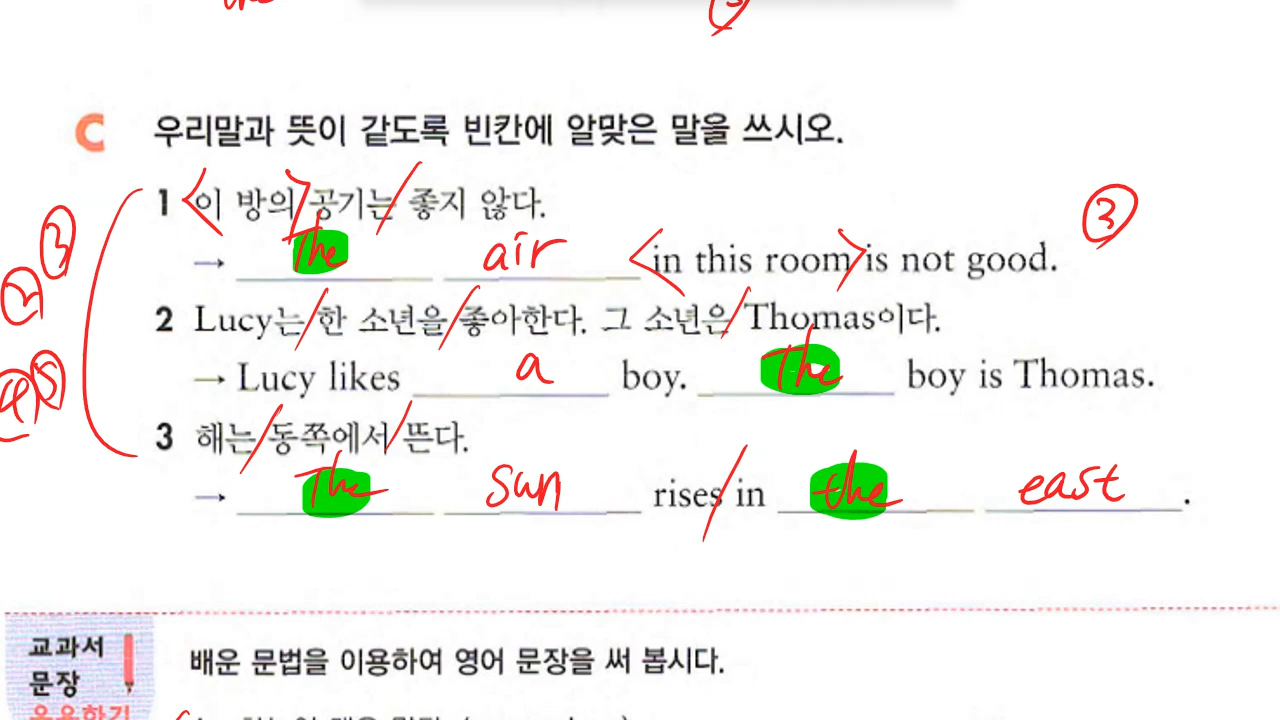 C 우리말과 뜻이 같도록 빈칸에 알맞은 말을 쓰시오.
1 <이 방의> 공기는 / 좋지 않다.
③
③
→ The air <in this room> is not good.
②
2 Lucy는 / 한 소년을 / 좋아한다. 그 소년은 / Thomas이다.
→ Lucy likes a boy. The boy is Thomas.
④⑤
3 해는 / 동쪽에서 / 뜬다.
→ The sun rises / in the east.
교과서
문장
배운 문법을 이용하여 영어 문장을 써 봅시다.